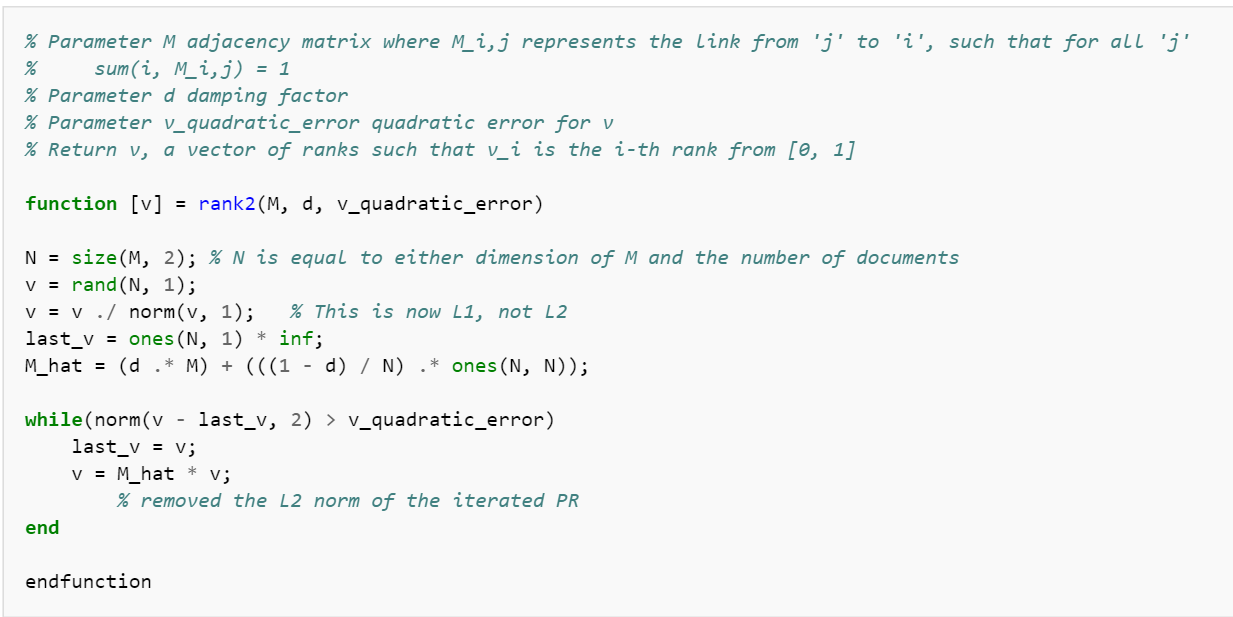 % Parameter M adjacency matrix where M_i,j represents the link from 'j' to 'i', such that for all 'j'
%     sum(i, M_i,j) = 1
% Parameter d damping factor
% Parameter v_quadratic_error quadratic error for v
% Return v, a vector of ranks such that v_i is the i-th rank from [0, 1]

function [v] = rank2(M, d, v_quadratic_error)

N = size(M, 2); % N is equal to either dimension of M and the number of documents
v = rand(N, 1);
v = v ./ norm(v, 1);   % This is now L1, not L2
last_v = ones(N, 1) * inf;
M_hat = (d .* M) + (((1 - d) / N) .* ones(N, N));

while(norm(v - last_v, 2) > v_quadratic_error)
    last_v = v;
    v = M_hat * v;
        % removed the L2 norm of the iterated PR
end

endfunction